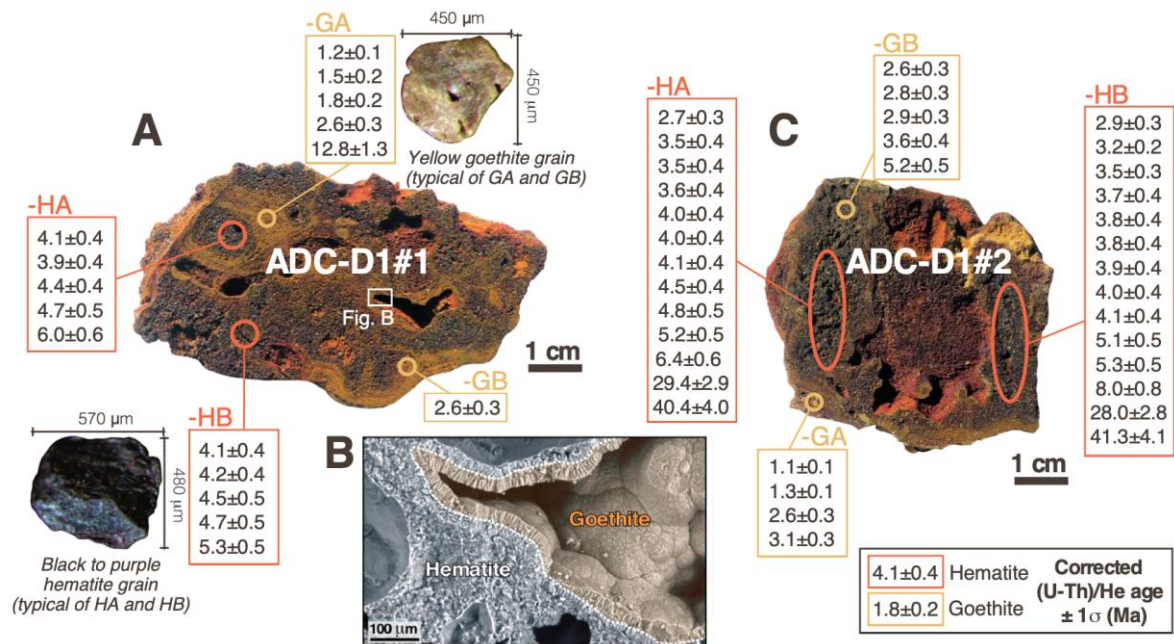 A
-GA
1.2±0.1
1.5±0.2
1.8±0.2
2.6±0.3
12.8±1.3
450 µm
450 µm
Yellow goethite grain
(typical of GA and GB)
-HA
4.1±0.4
3.9±0.4
4.4±0.4
4.7±0.5
6.0±0.6
ADC-D1#1
Fig. B
1 cm
-GB
2.6±0.3
-HB
4.1±0.4
4.2±0.4
4.5±0.5
4.7±0.5
5.3±0.5
570 µm
480 µm
Black to purple
hematite grain
(typical of HA and HB)
B
Goethite
Hematite
100 µm
C
-HA
2.7±0.3
3.5±0.4
3.5±0.4
3.6±0.4
4.0±0.4
4.0±0.4
4.1±0.4
4.5±0.4
4.8±0.5
5.2±0.5
6.4±0.6
29.4±2.9
40.4±4.0
-GB
2.6±0.3
2.8±0.3
2.9±0.3
3.6±0.4
5.2±0.5
-HB
2.9±0.3
3.2±0.2
3.5±0.3
3.7±0.4
3.8±0.4
3.8±0.4
3.9±0.4
4.0±0.4
4.1±0.4
5.1±0.5
5.3±0.5
8.0±0.8
28.0±2.8
41.3±4.1
ADC-D1#2
-GA
1.1±0.1
1.3±0.1
2.6±0.3
3.1±0.3
1 cm
4.1±0.4 Hematite
1.8±0.2 Goethite
Corrected
(U-Th)/He age
± 1σ (Ma)